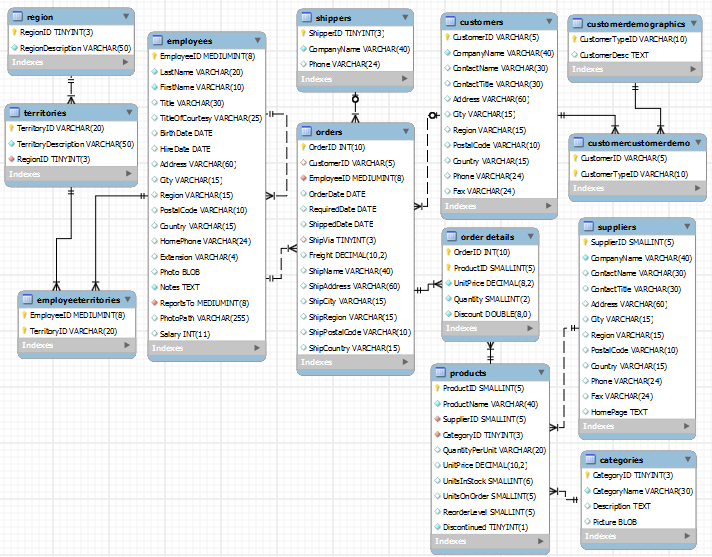 region
RegionID TINYINT(3)
RegionDescription VARCHAR(50)
Indexes
territories
TerritoryID VARCHAR(20)
TerritoryDescription VARCHAR(50)
RegionID TINYINT(3)
Indexes
employeeterritories
EmployeeID MEDIUMINT(8)
TerritoryID VARCHAR(20)
Indexes
employees
EmployeeID MEDIUMINT(8)
LastName VARCHAR(20)
FirstName VARCHAR(10)
Title VARCHAR(30)
TitleOfCourtesy VARCHAR(25)
BirthDate DATE
HireDate DATE
Address VARCHAR(60)
City VARCHAR(15)
Region VARCHAR(15)
PostalCode VARCHAR(10)
Country VARCHAR(15)
HomePhone VARCHAR(24)
Extension VARCHAR(4)
Photo BLOB
Notes TEXT
ReportsTo MEDIUMINT(8)
PhotoPath VARCHAR(255)
Salary INT(11)
Indexes
shippers
ShipperID TINYINT(3)
CompanyName VARCHAR(40)
Phone VARCHAR(24)
Indexes
orders
OrderID INT(10)
CustomerID VARCHAR(5)
EmployeeID MEDIUMINT(8)
OrderDate DATE
RequiredDate DATE
ShippedDate DATE
ShipVia TINYINT(3)
Freight DECIMAL(10,2)
ShipName VARCHAR(40)
ShipAddress VARCHAR(60)
ShipCity VARCHAR(15)
ShipRegion VARCHAR(15)
ShipPostalCode VARCHAR(10)
ShipCountry VARCHAR(15)
Indexes
customers
CustomerID VARCHAR(5)
CompanyName VARCHAR(40)
ContactName VARCHAR(30)
ContactTitle VARCHAR(30)
Address VARCHAR(60)
City VARCHAR(15)
Region VARCHAR(15)
PostalCode VARCHAR(10)
Country VARCHAR(15)
Phone VARCHAR(24)
Fax VARCHAR(24)
Indexes
order details
OrderID INT(10)
ProductID SMALLINT(5)
UnitPrice DECIMAL(8,2)
Quantity SMALLINT(2)
Discount DOUBLE(8,0)
Indexes
products
ProductID SMALLINT(5)
ProductName VARCHAR(40)
SupplierID SMALLINT(5)
CategoryID TINYINT(3)
QuantityPerUnit VARCHAR(20)
UnitPrice DECIMAL(10,2)
UnitsInStock SMALLINT(6)
UnitsOnOrder SMALLINT(5)
ReorderLevel SMALLINT(5)
Discontinued TINYINT(1)
Indexes
customerdemographics
CustomerTypeID VARCHAR(10)
CustomerDesc TEXT
Indexes
customercustomerdemo
CustomerID VARCHAR(5)
CustomerTypeID VARCHAR(10)
Indexes
suppliers
SupplierID SMALLINT(5)
CompanyName VARCHAR(40)
ContactName VARCHAR(30)
ContactTitle VARCHAR(30)
Address VARCHAR(60)
City VARCHAR(15)
Region VARCHAR(15)
PostalCode VARCHAR(10)
Country VARCHAR(15)
Phone VARCHAR(24)
Fax VARCHAR(24)
HomePage TEXT
Indexes
categories
CategoryID TINYINT(3)
CategoryName VARCHAR(30)
Description TEXT
Picture BLOB
Indexes